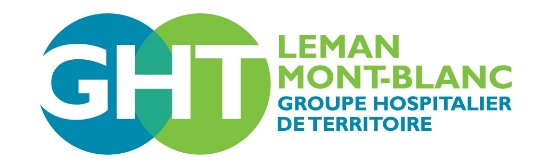 GHT
LEMAN
MONT-BLANC
GROUPE HOSPITALIER
DE TERRITOIRE